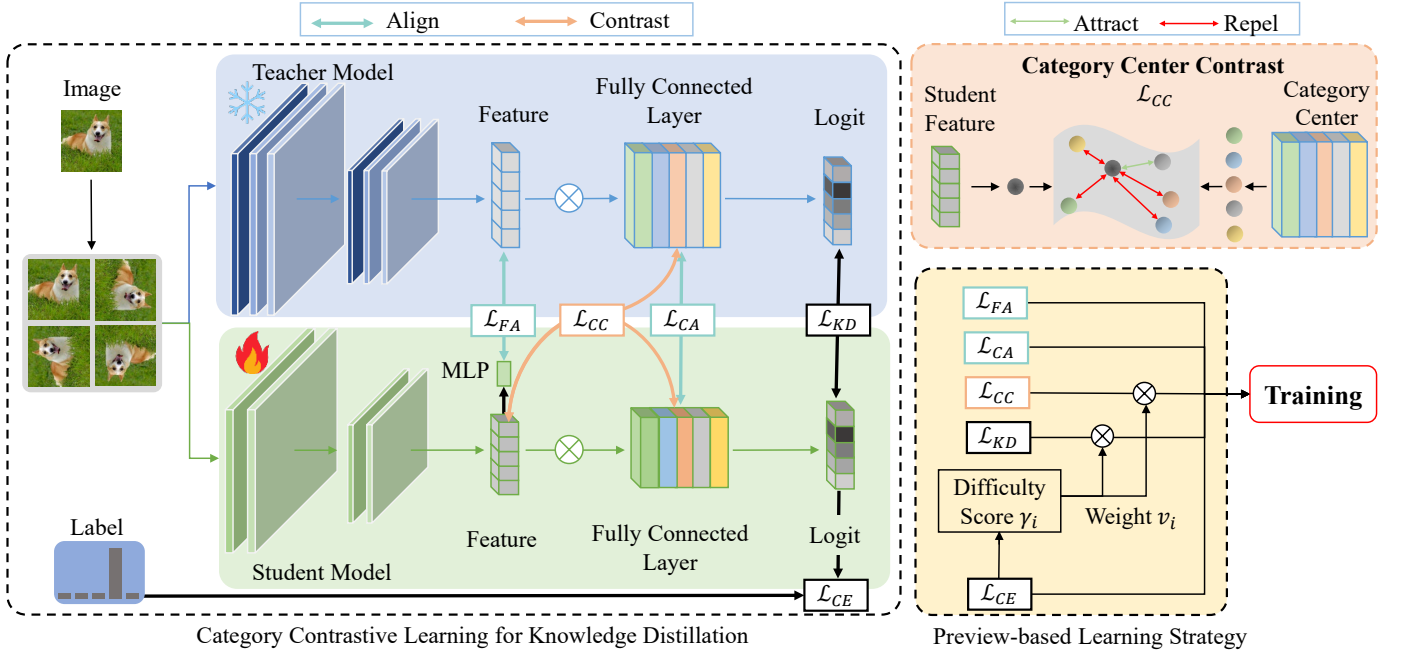 Align
Contrast
Attract
Repel
Image
Teacher Model
Feature
Fully Connected
Layer
Logit
Category Center Contrast
ℒ_CC
Student
Feature
Category
Center
ℒ_FA
ℒ_CC
ℒ_CA
ℒ_KD
MLP
Feature
Fully Connected
Layer
Logit
Student Model
Label
ℒ_CE
Category Contrastive Learning for Knowledge Distillation
ℒ_FA
ℒ_CA
ℒ_CC
ℒ_KD
Training
Difficulty
Score γ_i
Weight v_i
ℒ_CE
Preview-based Learning Strategy